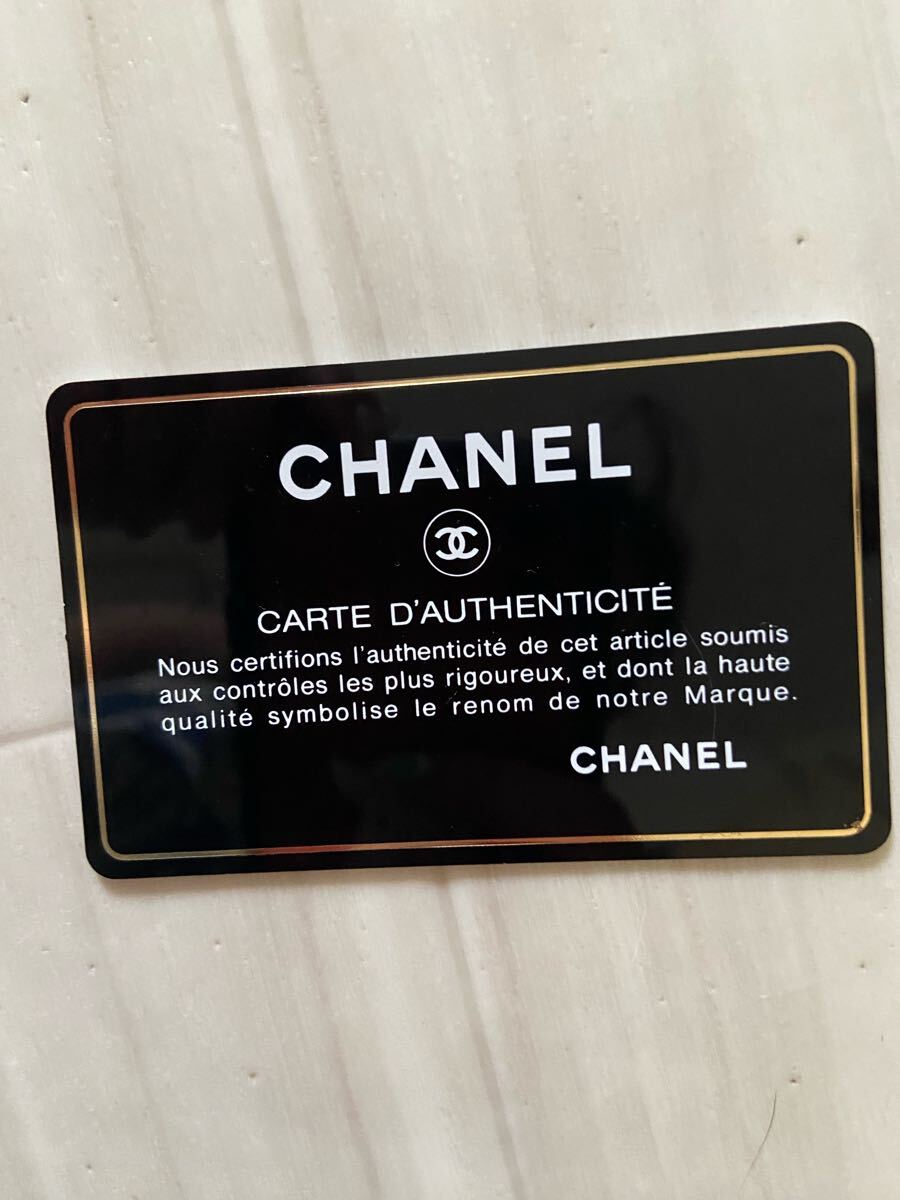 CHANEL
CARTE D'AUTHENTICITÉ
Nous certifions l'authenticité de cet article soumis
aux contrôles les plus rigoureux, et dont la haute
qualité symbolise le renom de notre Marque.
CHANEL